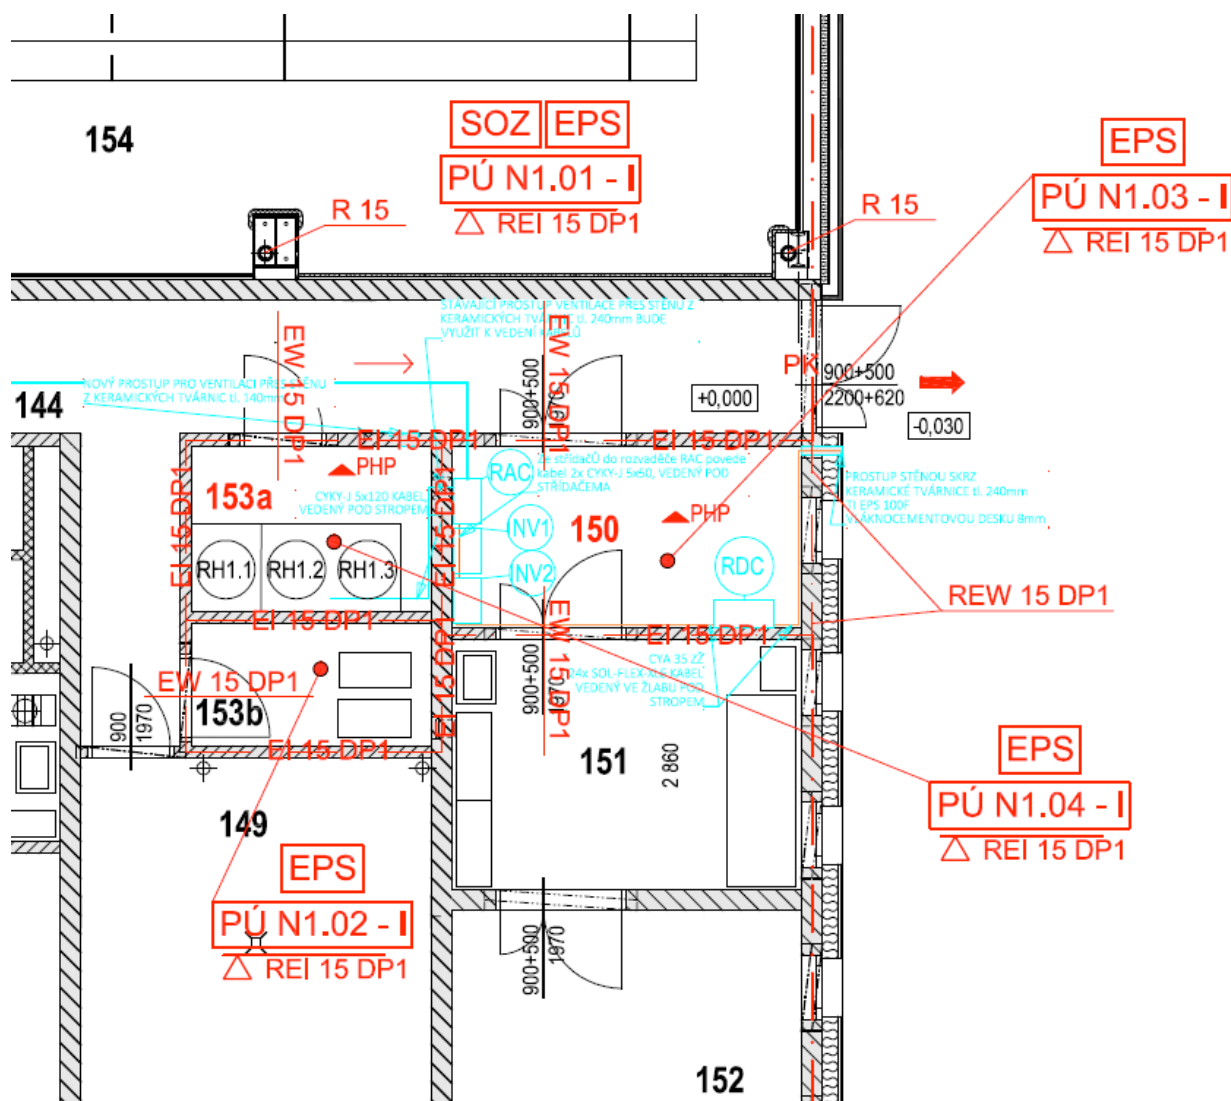 154
SOZ EPS
PÚ N1.01 - I
REI 15 DP1
EPS
PÚ N1.03 - I
REI 15 DP1
R 15
R 15
STÁVAJÍCÍ PROSTUP VENTILACE PŘES STĚNU Z
KERAMICKÝCH TVÁRNIC tl. 240mm BUDE
VYUŽIT K VEDENÍ KABELŮ
EW 15 DP1
EW 15 DP1
NOVÝ PROSTUP PRO VENTILACI PŘES STĚNU
Z KERAMICKÝCH TVÁRNIC tl. 140mm
144
900+500
1970
+0,000
PK
900+500
2200+620
-0,030
EI 15 DP1
EI 15 DP1
EI 15 DP1
EI 15 DP1
PHP
153a
CYKY-J 5x120 KABEL
VEDENÝ POD STROPEM
RAC
Ze střídačů do rozvaděče RAC povede
kabel 2x CYKY-J 5x50, VEDENÝ POD
STŘÍDAČEMA
PROSTUP STĚNOU SKRZ
KERAMICKÉ TVÁRNICE tl. 240mm
TI EPS 100F
VLÁKNOCEMENTOVOU DESKU 8mm
NV1
NV2
150
PHP
RDC
RH1.1
RH1.2
RH1.3
REW 15 DP1
EI 15 DP1
EI 15 DP1
EI 15 DP1
EW 15 DP1
EW 15 DP1
CYA 35 ZŽ
24x SOL-FLEX-XL6 KABEL
VEDENÝ VE ŽLABU POD
STROPEM
900+500
1970
153b
900
1970
EI 15 DP1
151
2 860
EPS
PÚ N1.04 - I
REI 15 DP1
149
EPS
PÚ N1.02 - I
REI 15 DP1
900+500
1970
152